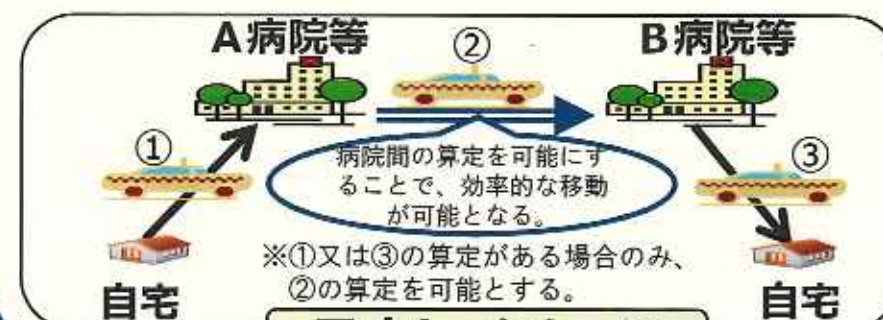 A病院等
②
B病院等
①
③
病院間の算定を可能にす
ることで、効率的な移動
が可能となる。
※①又は③の算定がある場合のみ、
②の算定を可能とする。
自宅
自宅